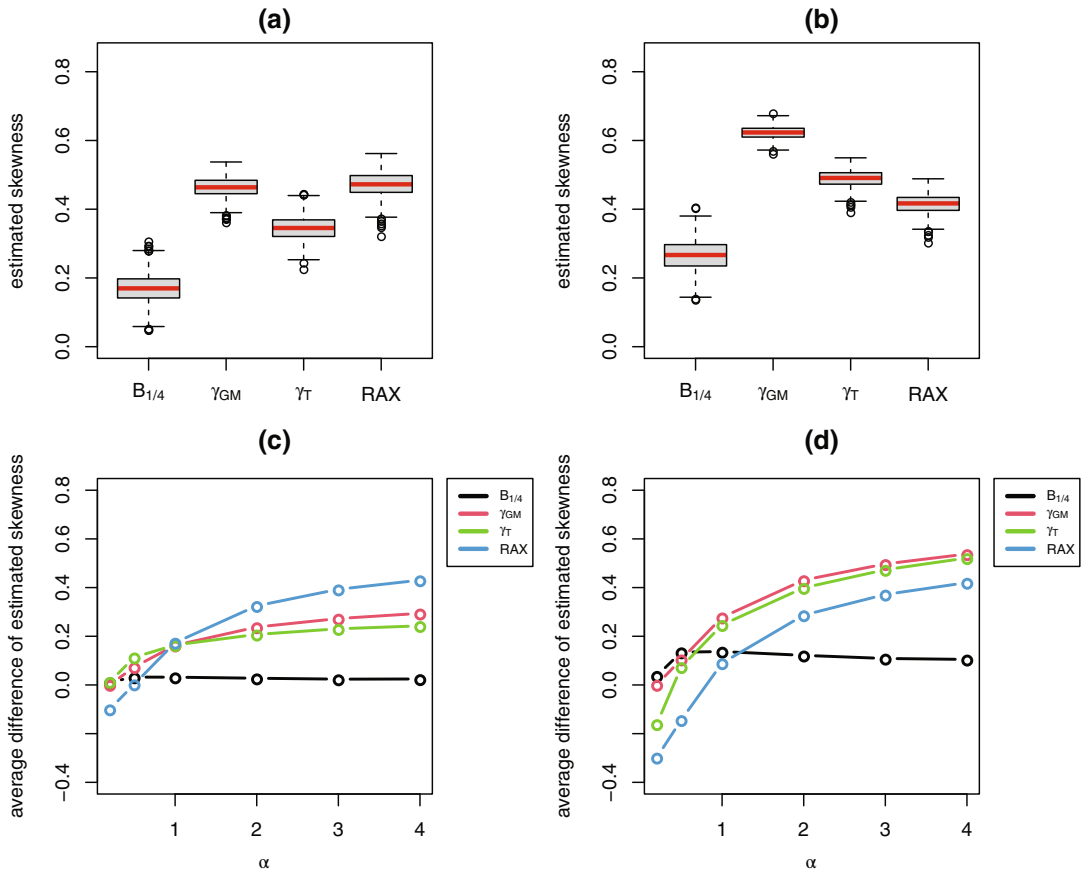 (a)
estimated skewness
0.8
0.6
0.4
0.2
0.0
B1/4 γGM γT RAX
(b)
estimated skewness
0.8
0.6
0.4
0.2
0.0
B1/4 γGM γT RAX
(c)
average difference of estimated skewness
0.8
0.6
0.4
0.2
0.0
−0.4
1 2 3 4
α
B1/4
γGM
γT
RAX
(d)
average difference of estimated skewness
0.8
0.6
0.4
0.2
0.0
−0.4
1 2 3 4
α
B1/4
γGM
γT
RAX